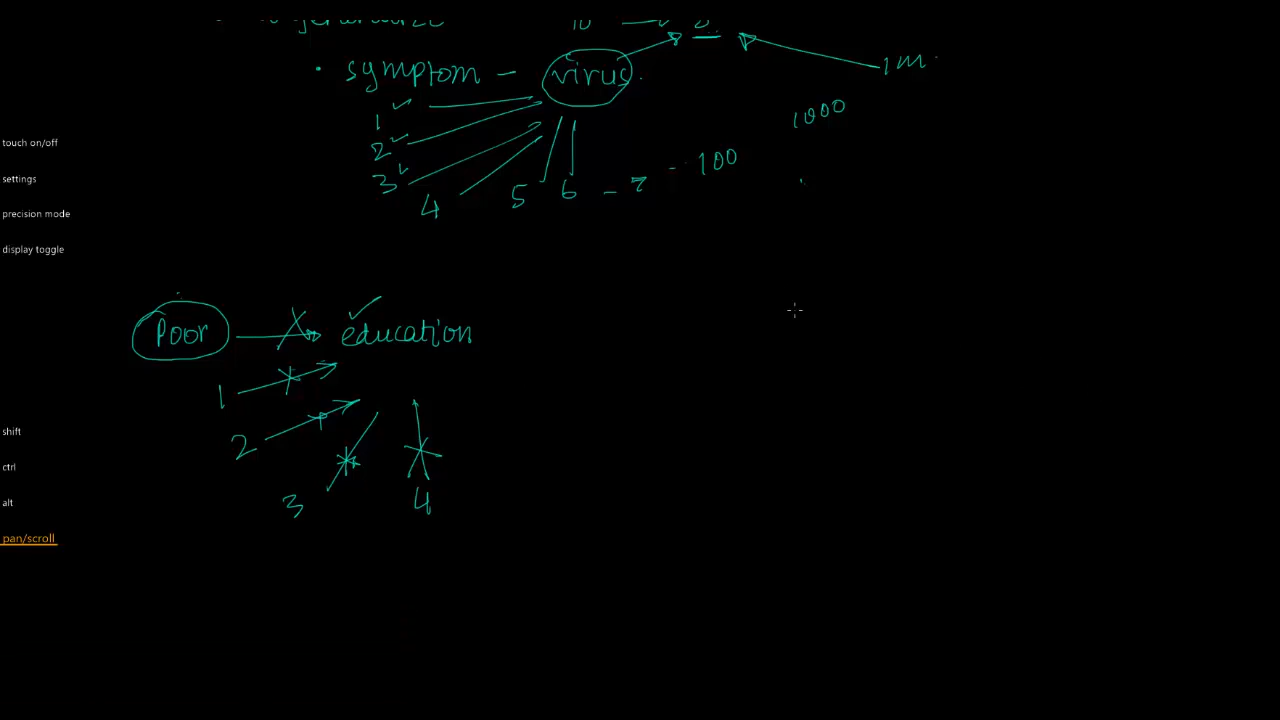 10
• symptom - virus.
1m.
1
1000
2
3
4
5
6 - 7 - - 100
touch on/off
settings
precision mode
display toggle
Poor
education
1
2
3
4
shift
ctrl
alt
pan/scroll